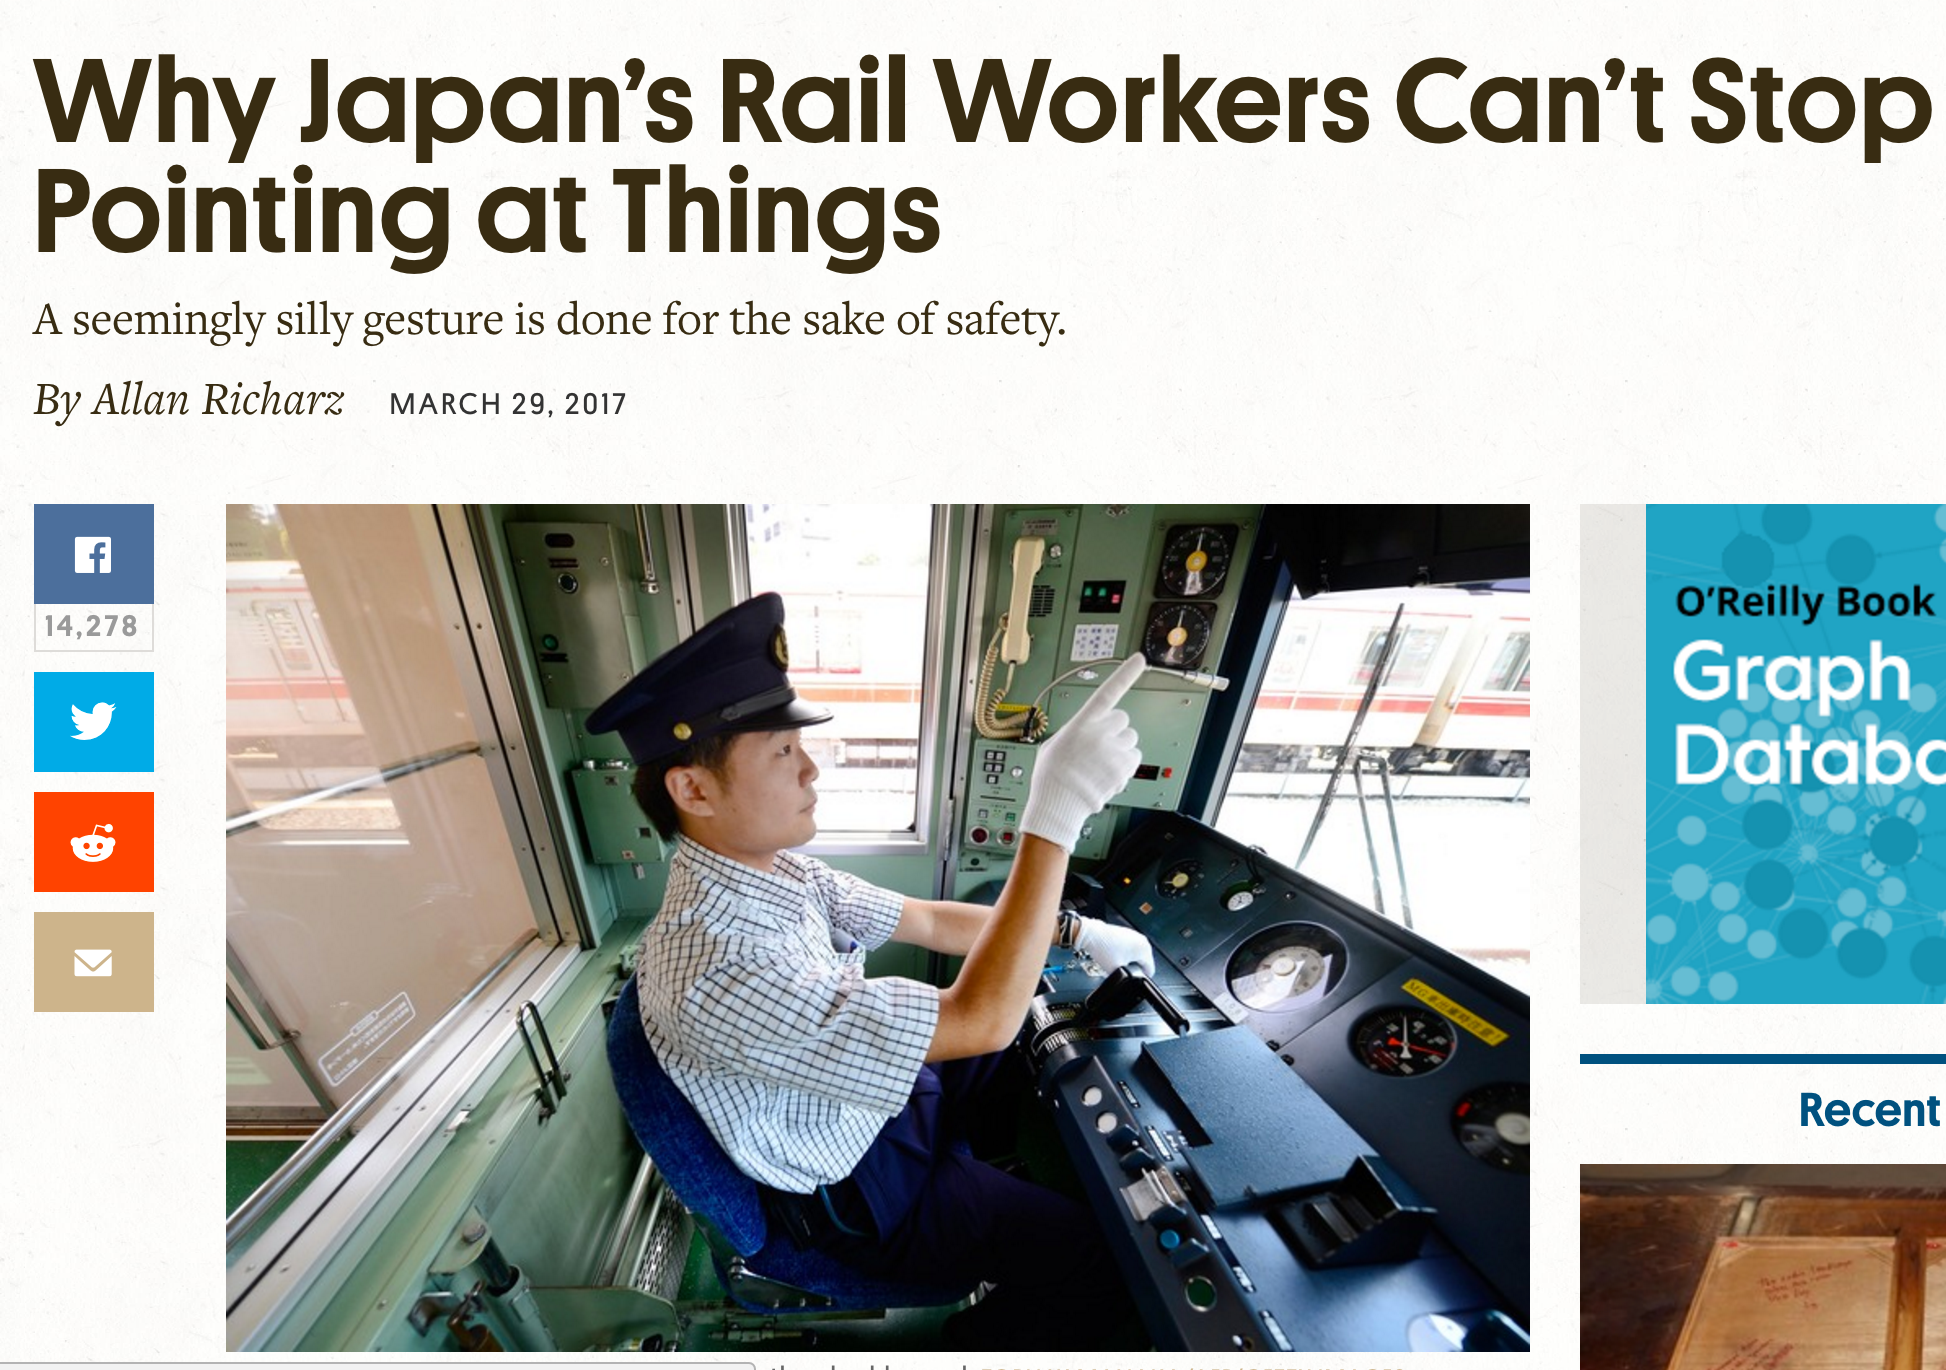 Why Japan’s Rail Workers Can’t Stop
Pointing at Things
A seemingly silly gesture is done for the sake of safety.
By Allan Richarz MARCH 29, 2017
14,278
O’Reilly Book
Graph
Recent